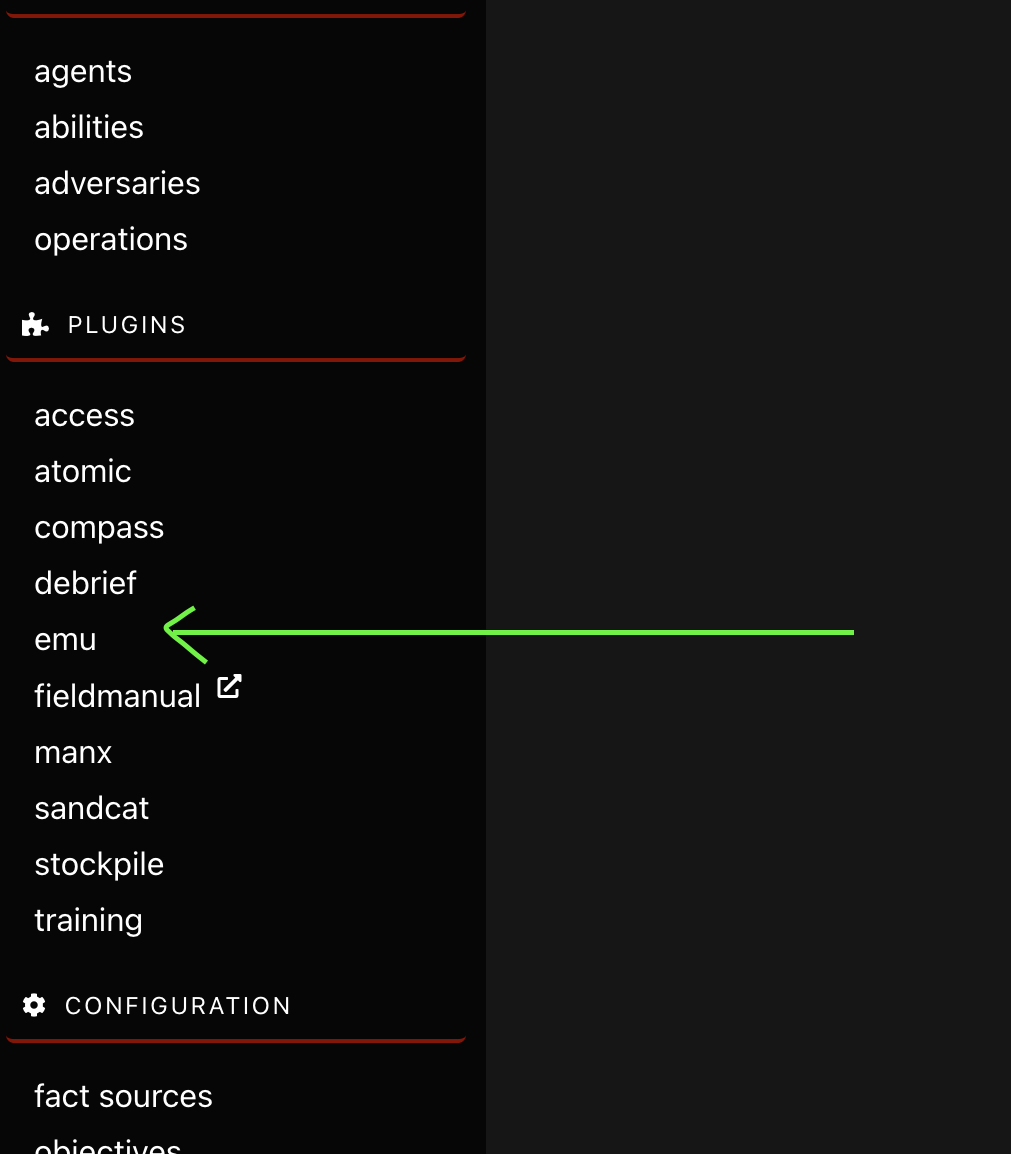 agents
abilities
adversaries
operations
PLUGINS
access
atomic
compass
debrief
emu
fieldmanual
manx
sandcat
stockpile
training
CONFIGURATION
fact sources
objectives